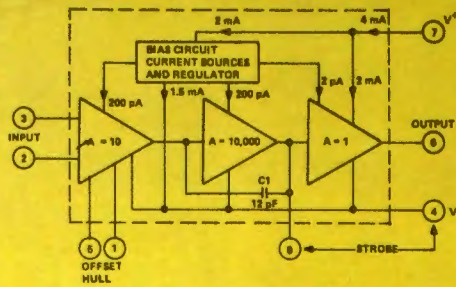 2 mA
4 mA
7
V+
BIAS CIRCUIT
CURRENT SOURCES
AND REGULATOR
200 pA
1.6 mA
200 pA
2 pA
2 mA
3
INPUT
2
A = 10
A = 10,000
A = 1
OUTPUT
6
C1
12 pF
4
V-
5
1
8
STROBE
OFFSET
HULL